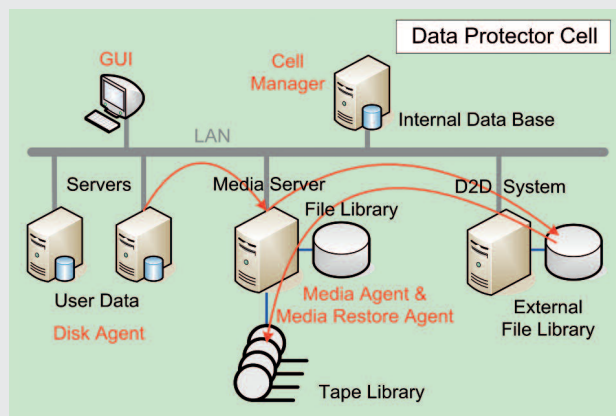 Data Protector Cell
GUI
Cell
Manager
Internal Data Base
LAN
Servers
Media Server
D2D System
File Library
User Data
Disk Agent
Media Agent &
Media Restore Agent
External
File Library
Tape Library